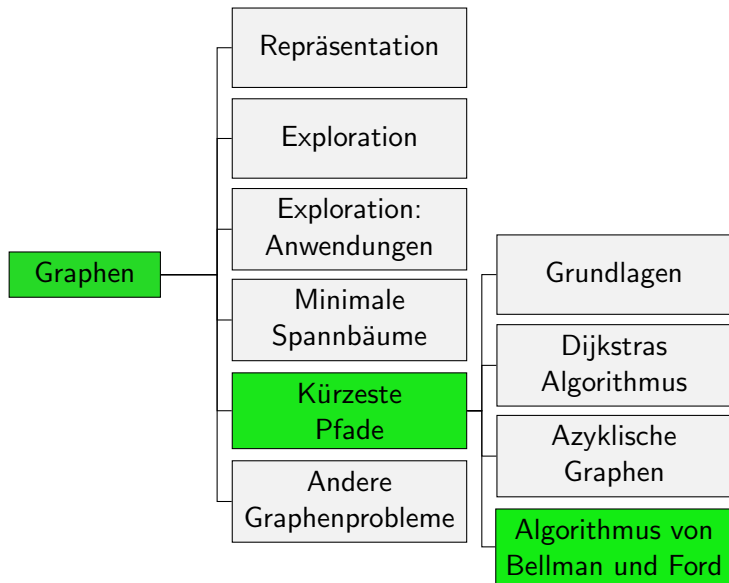 Graphen
Repräsentation
Exploration
Exploration:
Anwendungen
Minimale
Spannbäume
Kürzeste
Pfade
Andere
Graphenprobleme
Grundlagen
Dijkstras
Algorithmus
Azyklische
Graphen
Algorithmus von
Bellman und Ford